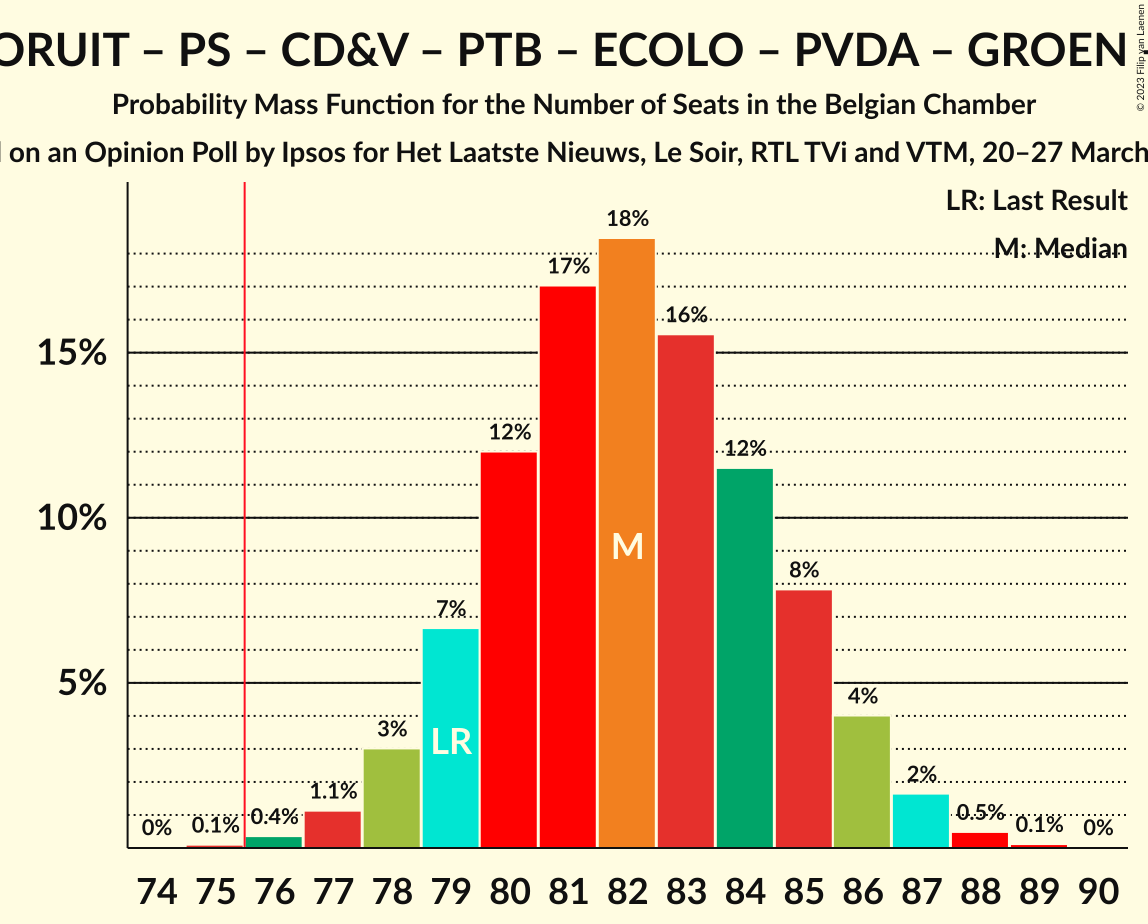 ORUIT – PS – CD&V – PTB – ECOLO – PVDA – GROEN
Probability Mass Function for the Number of Seats in the Belgian Chamber
on an Opinion Poll by Ipsos for Het Laatste Nieuws, Le Soir, RTL TVi and VTM, 20–27 March
© 2023 Filip van Laenen
LR: Last Result
M: Median
18%
17%
16%
15%
12%
12%
10%
M
8%
7%
5%
4%
3%
LR
2%
1.1%
0.5%
0.4%
0.1%
0.1%
0%
0%
74 75 76 77 78 79 80 81 82 83 84 85 86 87 88 89 90